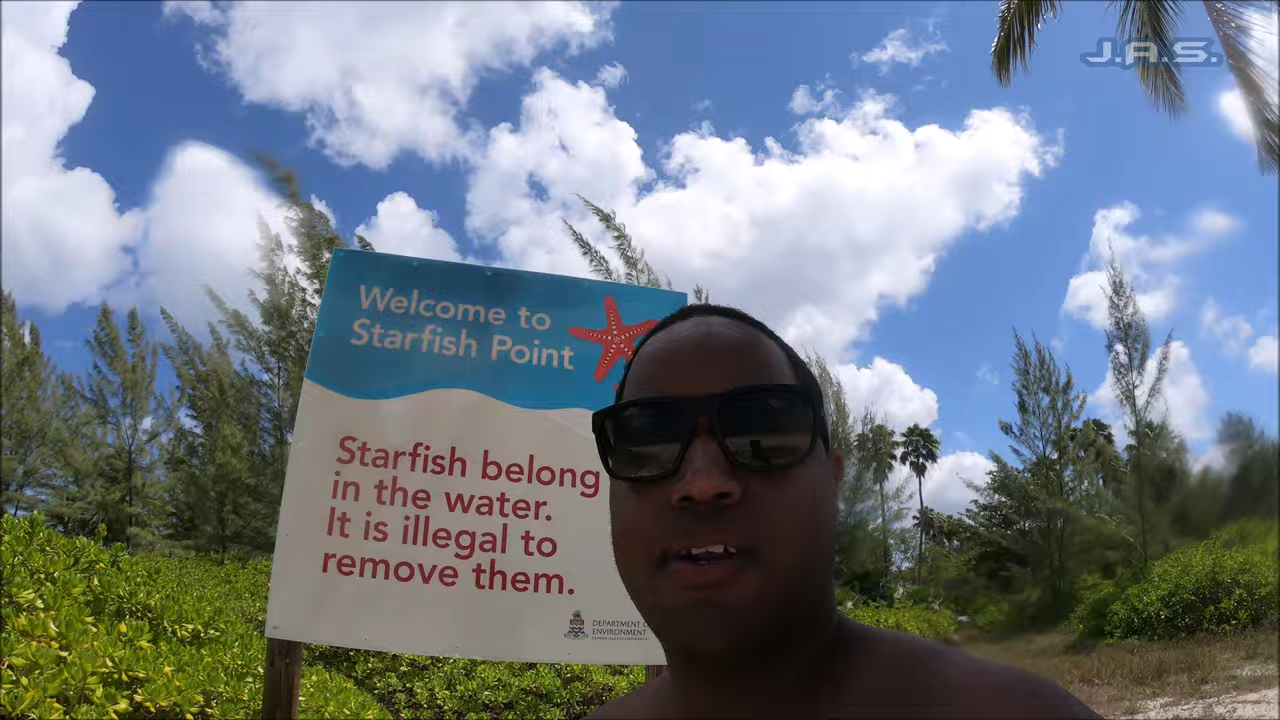 J.A.S.
Welcome to
Starfish Point
Starfish belong
in the water.
It is illegal to
remove them.
DEPARTMENT O
ENVIRONMENT